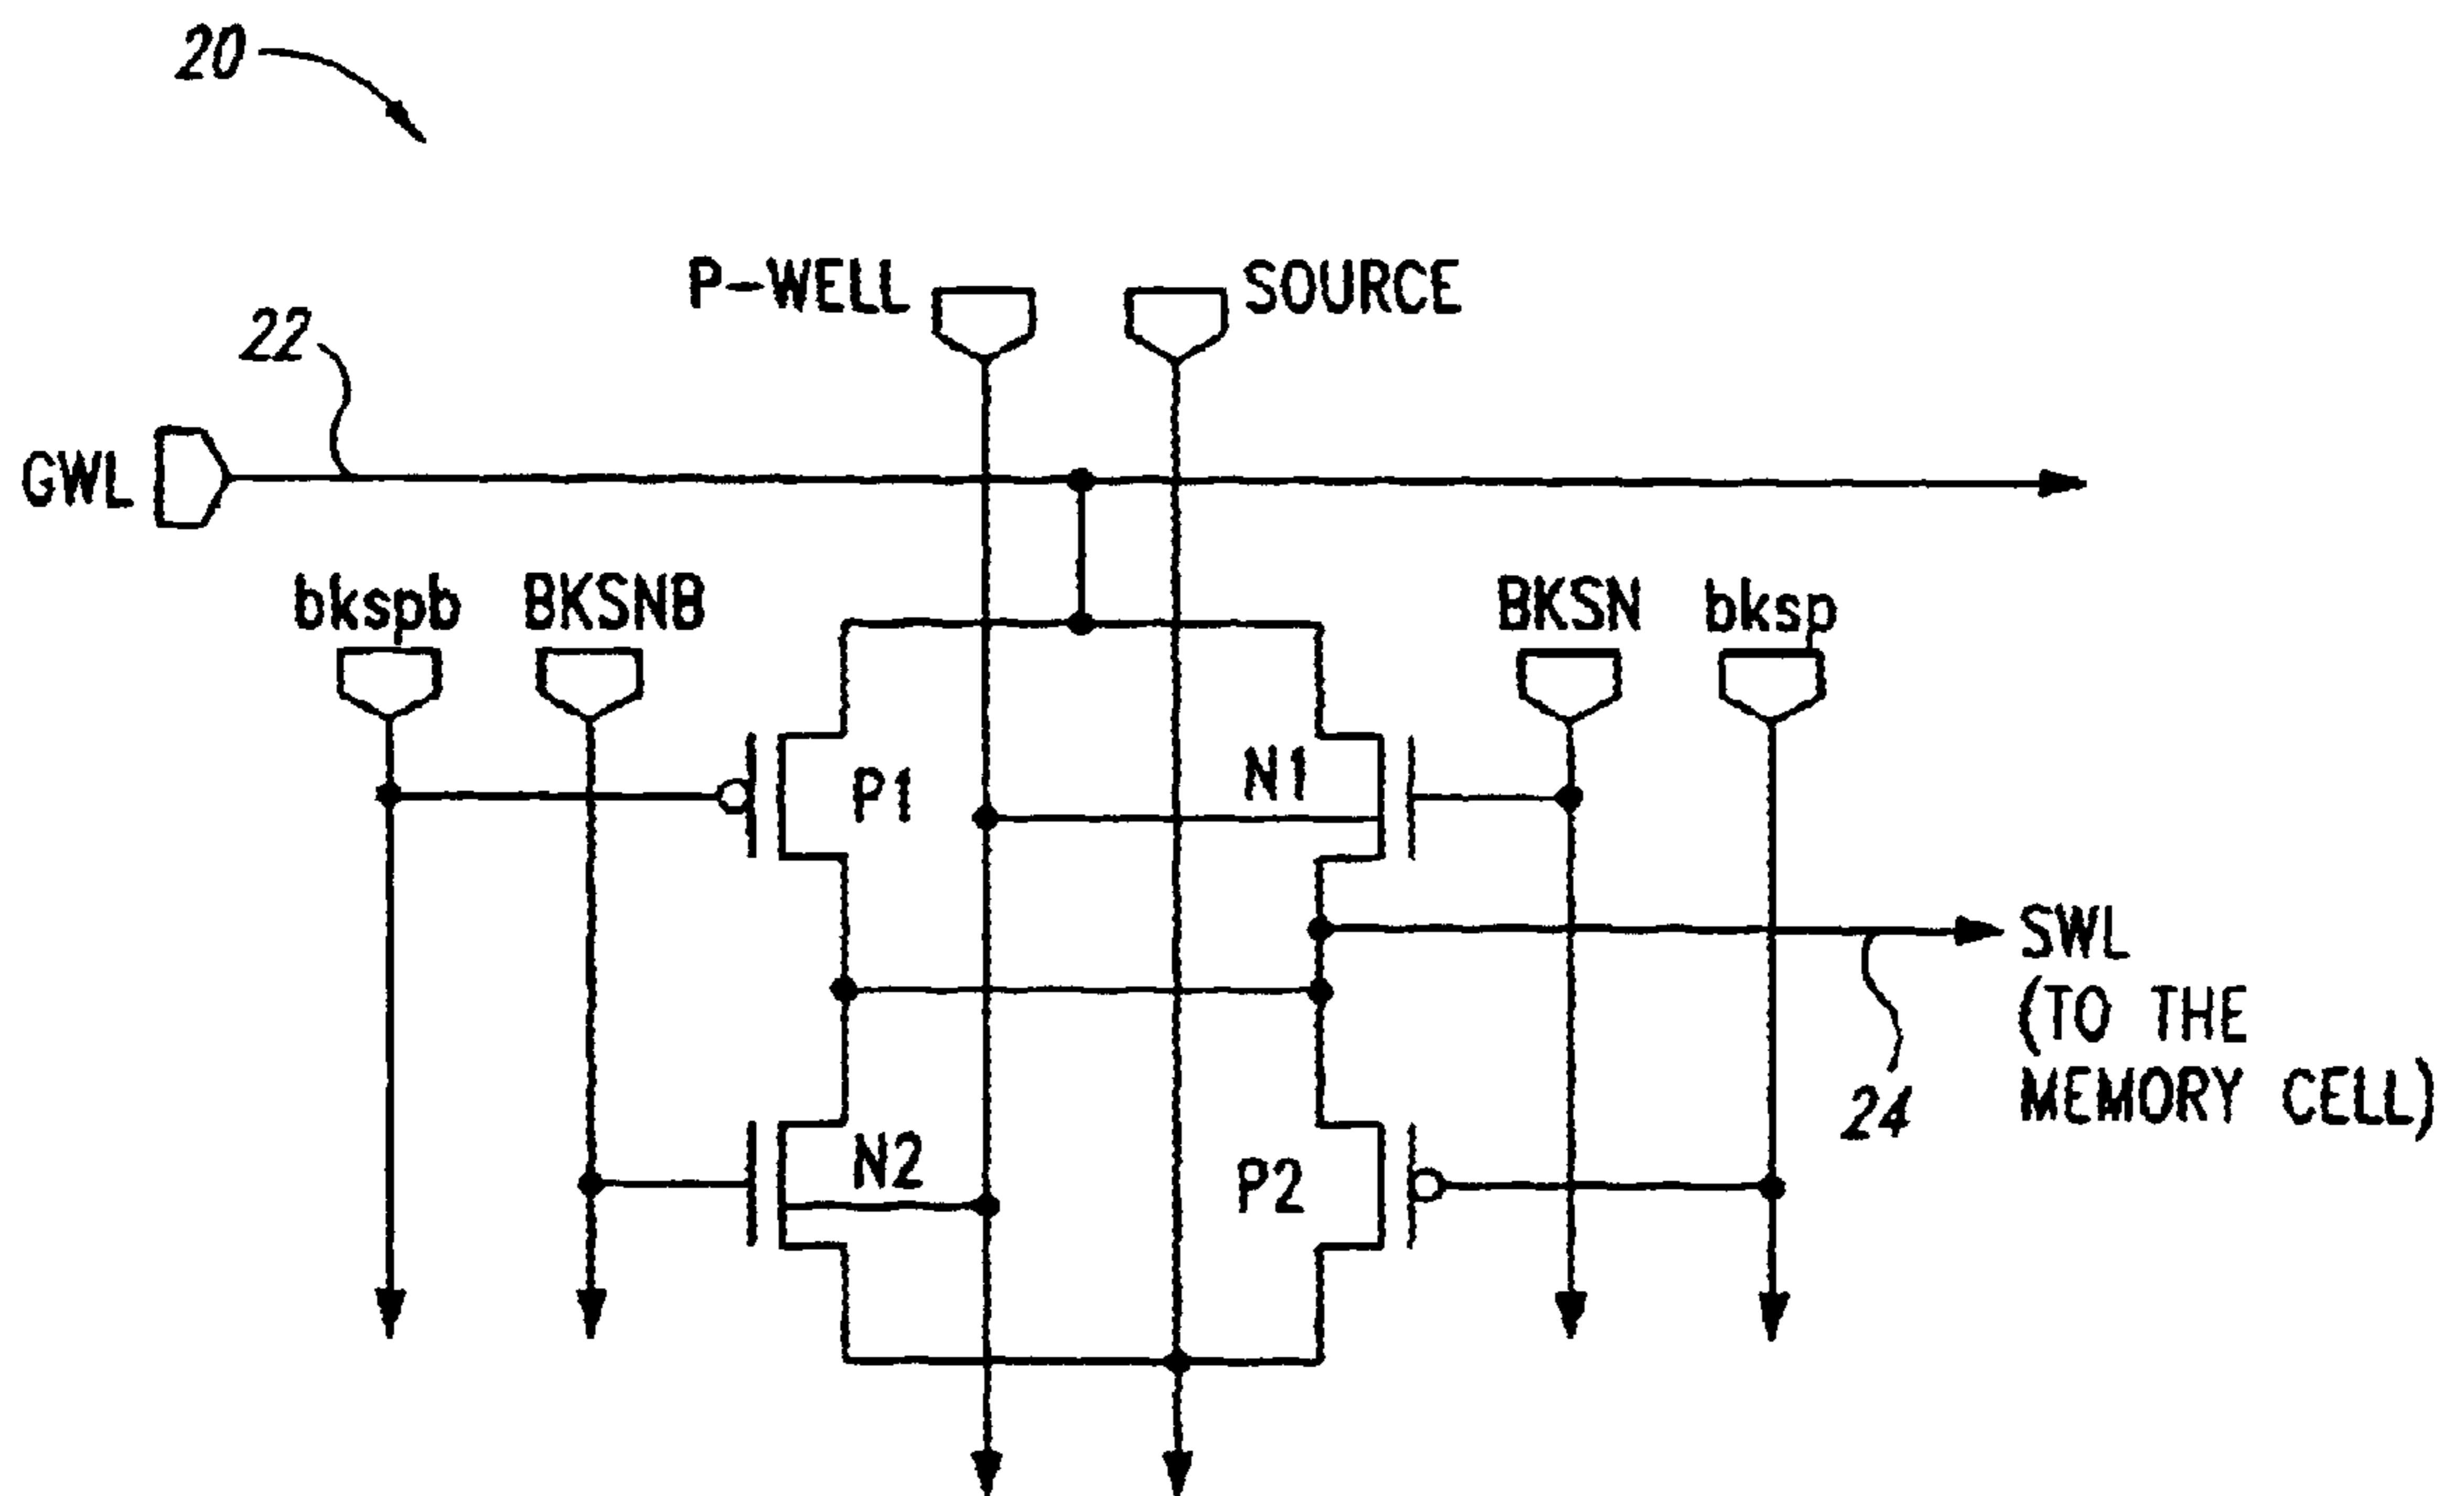 20
P-WELL
SOURCE
22
GWL
bkspb
BKSNB
BKSN
bksp
P1
N1
SWL
(TO THE
MEMORY CELL)
24
N2
P2